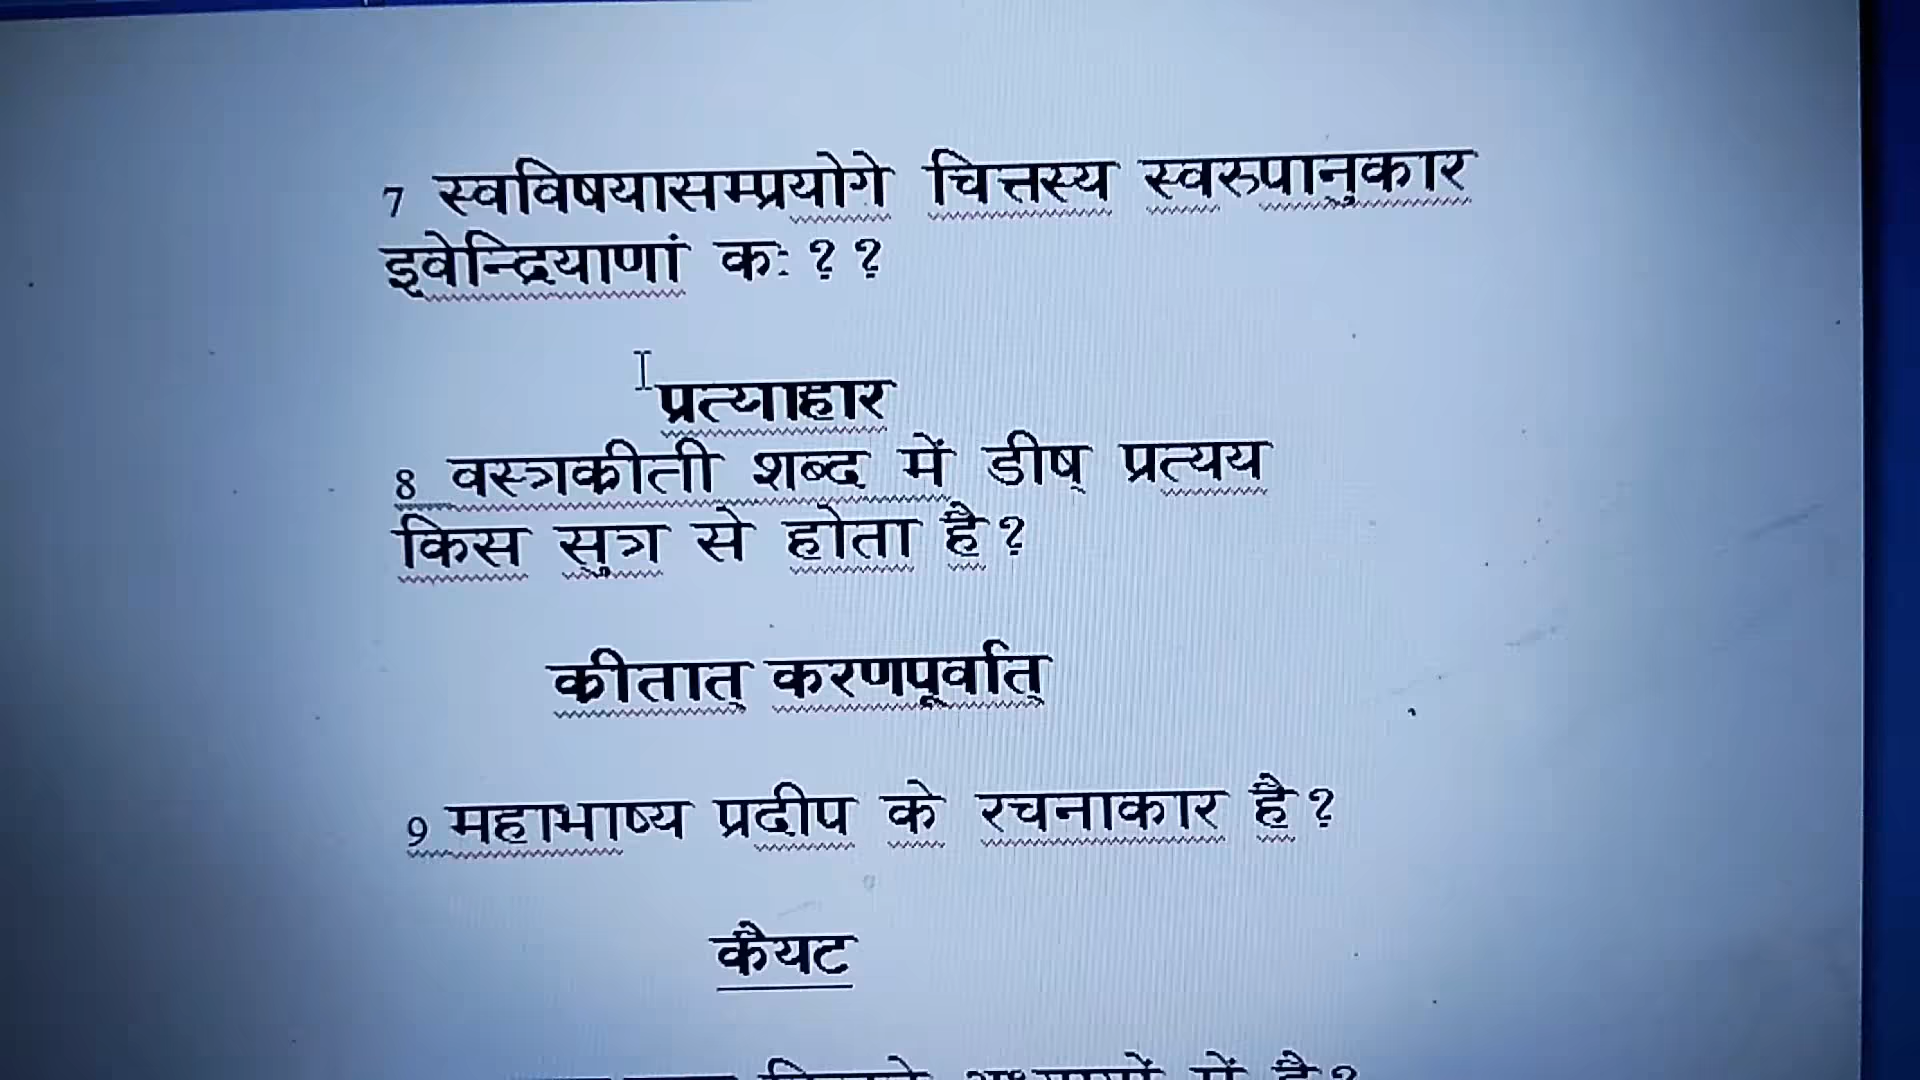 7 स्वविषयासम्प्रयोगे चित्तस्य स्वरुपानुकार
इवेन्द्रियाणां कः??
प्रत्याहार
8 वस्त्रक्रीती शब्द में डीष् प्रत्यय
किस सुत्र से होता है?
क्रीतात् करणपूर्वात्
9 महाभाष्य प्रदीप के रचनाकार है?
कैयट
में है?